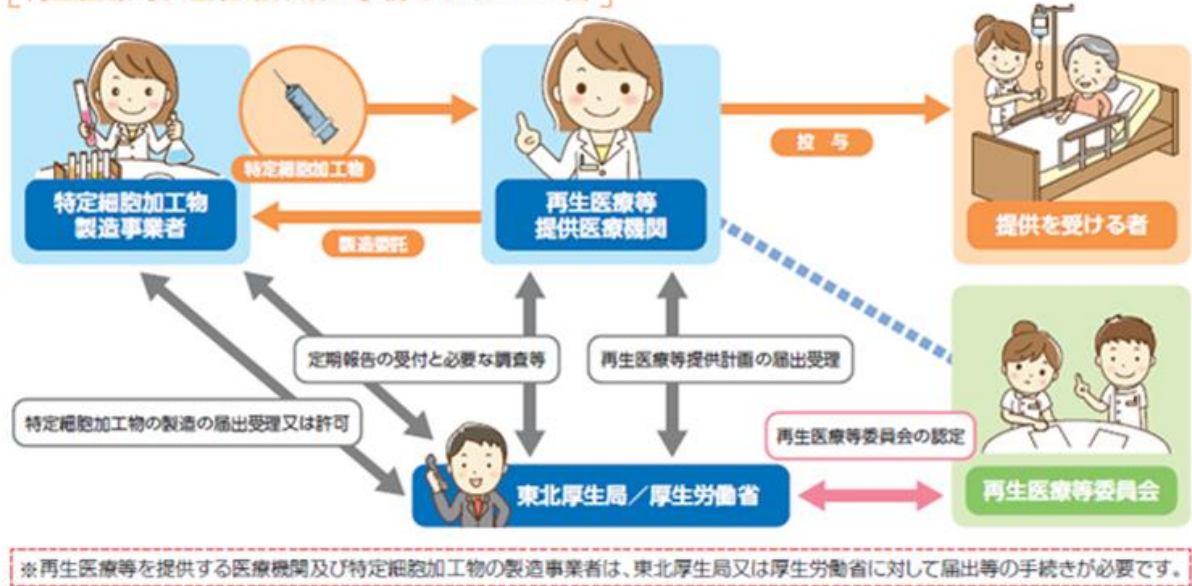 特定細胞加工物
投 与
特定細胞加工物
製造事業者
再生医療等
提供医療機関
提供を受ける者
製造委託
定期報告の受付と必要な調査等
再生医療等提供計画の届出受理
特定細胞加工物の製造の届出受理又は許可
再生医療等委員会の認定
東北厚生局／厚生労働省
再生医療等委員会
※再生医療等を提供する医療機関及び特定細胞加工物の製造事業者は、東北厚生局又は厚生労働省に対して届出等の手続きが必要です。